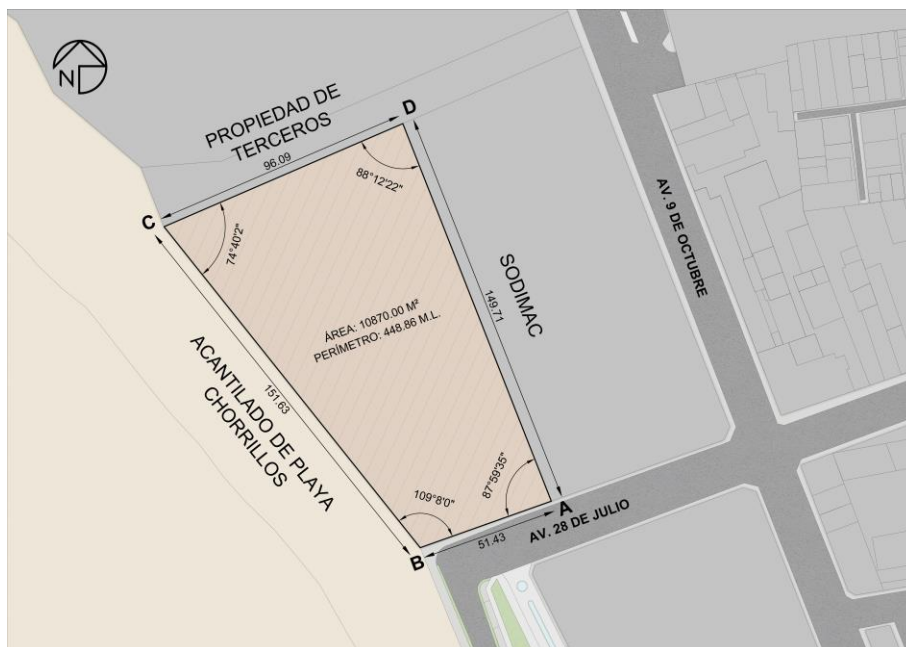 N
PROPIEDAD DE
TERCEROS
96.09
D
88°12'22"
C
74°40'2"
AV. 9 DE OCTUBRE
SODIMAC
149.71
ÁREA: 10870.00 M²
PERÍMETRO: 448.86 M.L.
ACANTILADO DE PLAYA
CHORRILLOS
151.63
109°8'0"
87°59'35"
A
AV. 28 DE JULIO
51.43
B